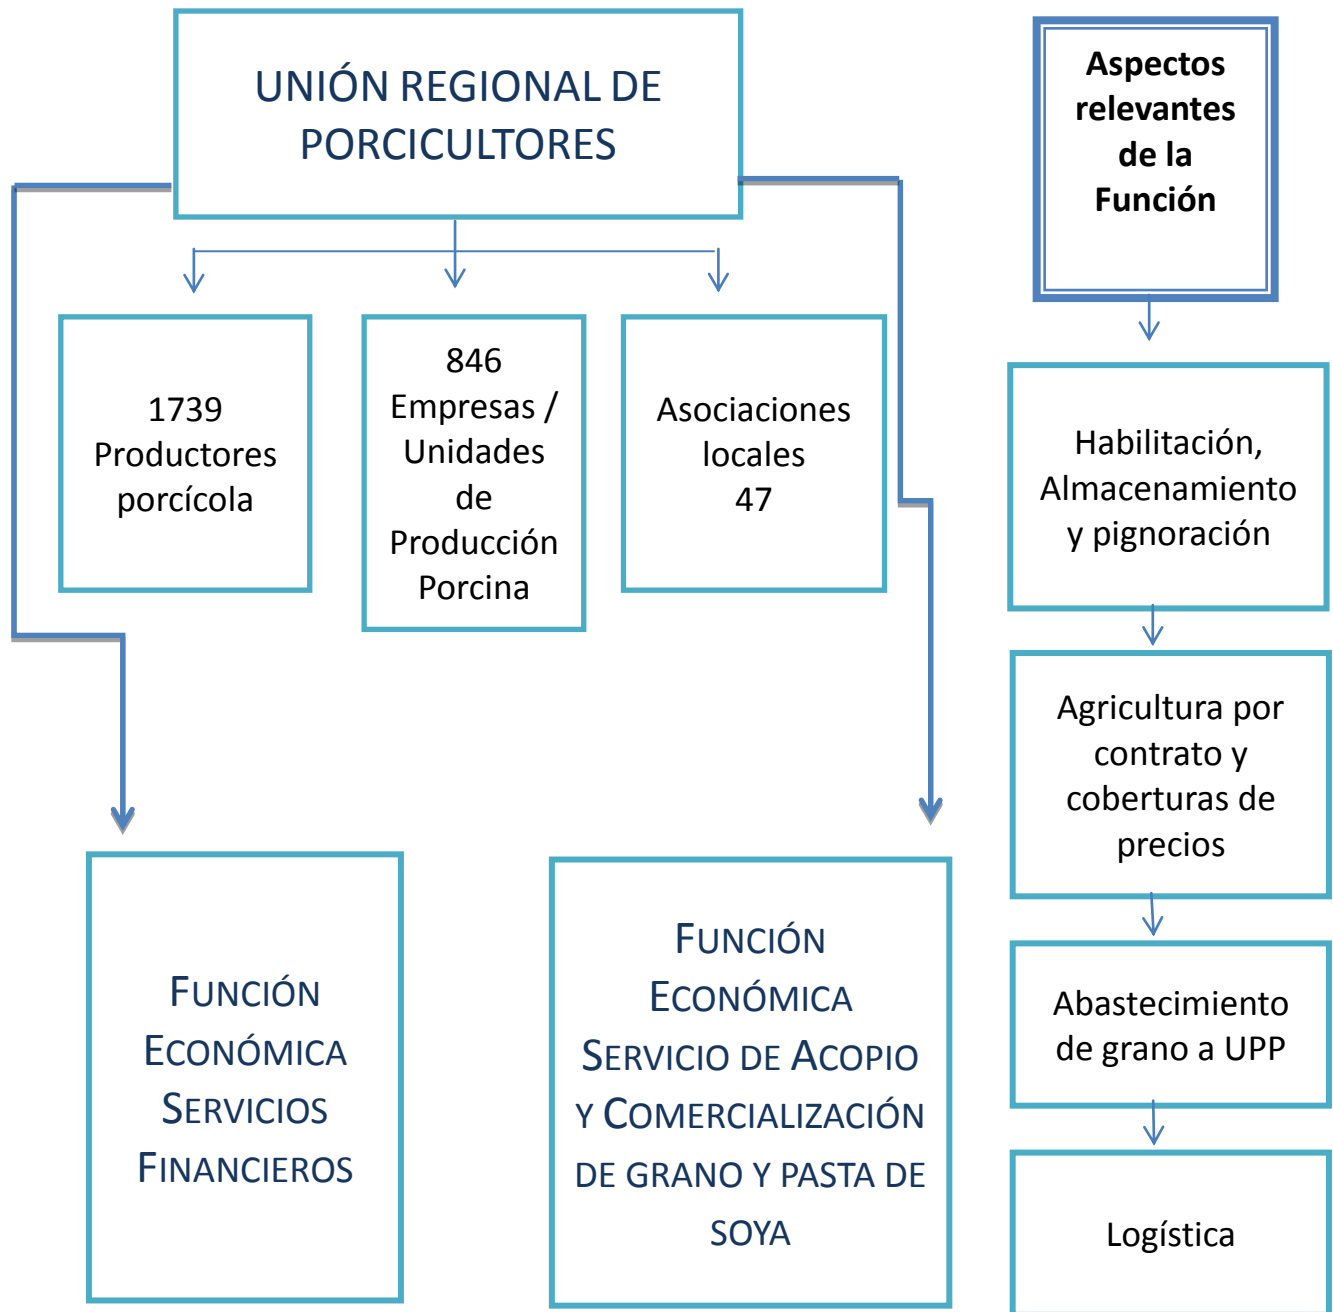 UNIÓN REGIONAL DE
PORCICULTORES
1739
Productores
porcícola
846
Empresas /
Unidades
de
Producción
Porcina
Asociaciones
locales
47
FUNCIÓN
ECONÓMICA
SERVICIOS
FINANCIEROS
FUNCIÓN
ECONÓMICA
SERVICIO DE ACOPIO
Y COMERCIALIZACIÓN
DE GRANO Y PASTA DE
SOYA
Aspectos
relevantes
de la
Función
Habilitación,
Almacenamiento
y pignoración
Agricultura por
contrato y
coberturas de
precios
Abastecimiento
de grano a UPP
Logística